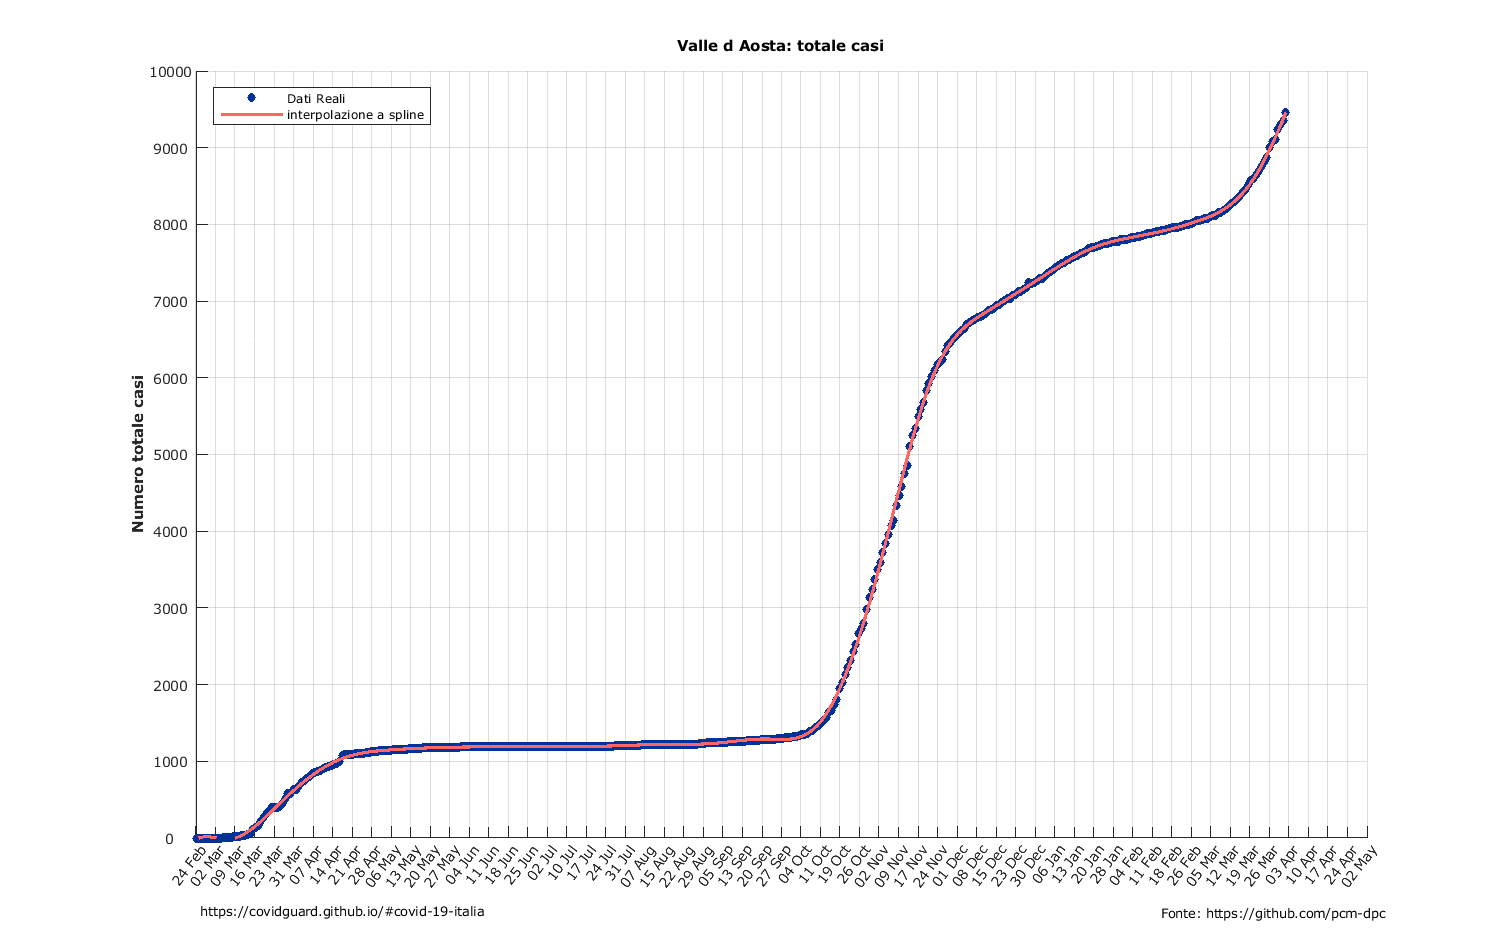 Valle d Aosta: totale casi
Dati Reali
interpolazione a spline
Numero totale casi
10000
9000
8000
7000
6000
5000
4000
3000
2000
1000
0
24 Feb
02 Mar
09 Mar
16 Mar
23 Mar
31 Mar
07 Apr
14 Apr
21 Apr
28 Apr
06 May
13 May
20 May
27 May
04 Jun
11 Jun
18 Jun
25 Jun
02 Jul
10 Jul
17 Jul
24 Jul
31 Jul
07 Aug
15 Aug
22 Aug
29 Aug
05 Sep
13 Sep
20 Sep
27 Sep
04 Oct
11 Oct
19 Oct
26 Oct
02 Nov
09 Nov
17 Nov
24 Nov
01 Dec
08 Dec
15 Dec
23 Dec
30 Dec
06 Jan
13 Jan
20 Jan
28 Jan
04 Feb
11 Feb
18 Feb
26 Feb
05 Mar
12 Mar
19 Mar
26 Mar
03 Apr
10 Apr
17 Apr
24 Apr
02 May
https://covidguard.github.io/#covid-19-italia
Fonte: https://github.com/pcm-dpc